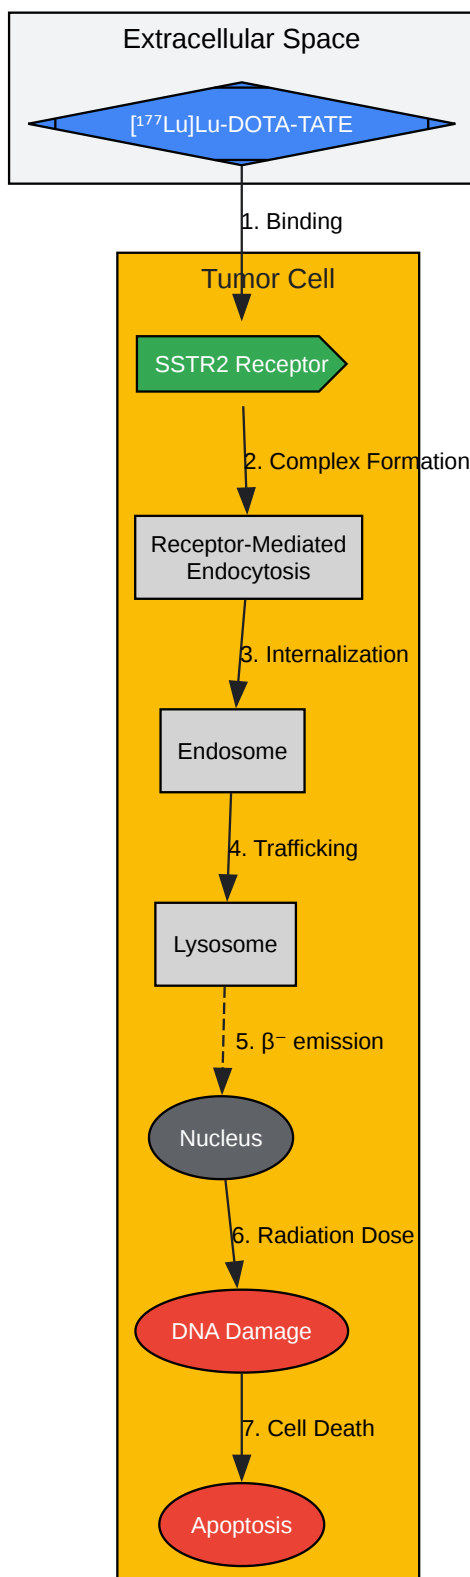 Extracellular Space
[¹⁷⁷Lu]Lu-DOTA-TATE
1. Binding
Tumor Cell
SSTR2 Receptor
2. Complex Formation
Receptor-Mediated
Endocytosis
3. Internalization
Endosome
4. Trafficking
Lysosome
5. β⁻ emission
Nucleus
6. Radiation Dose
DNA Damage
7. Cell Death
Apoptosis